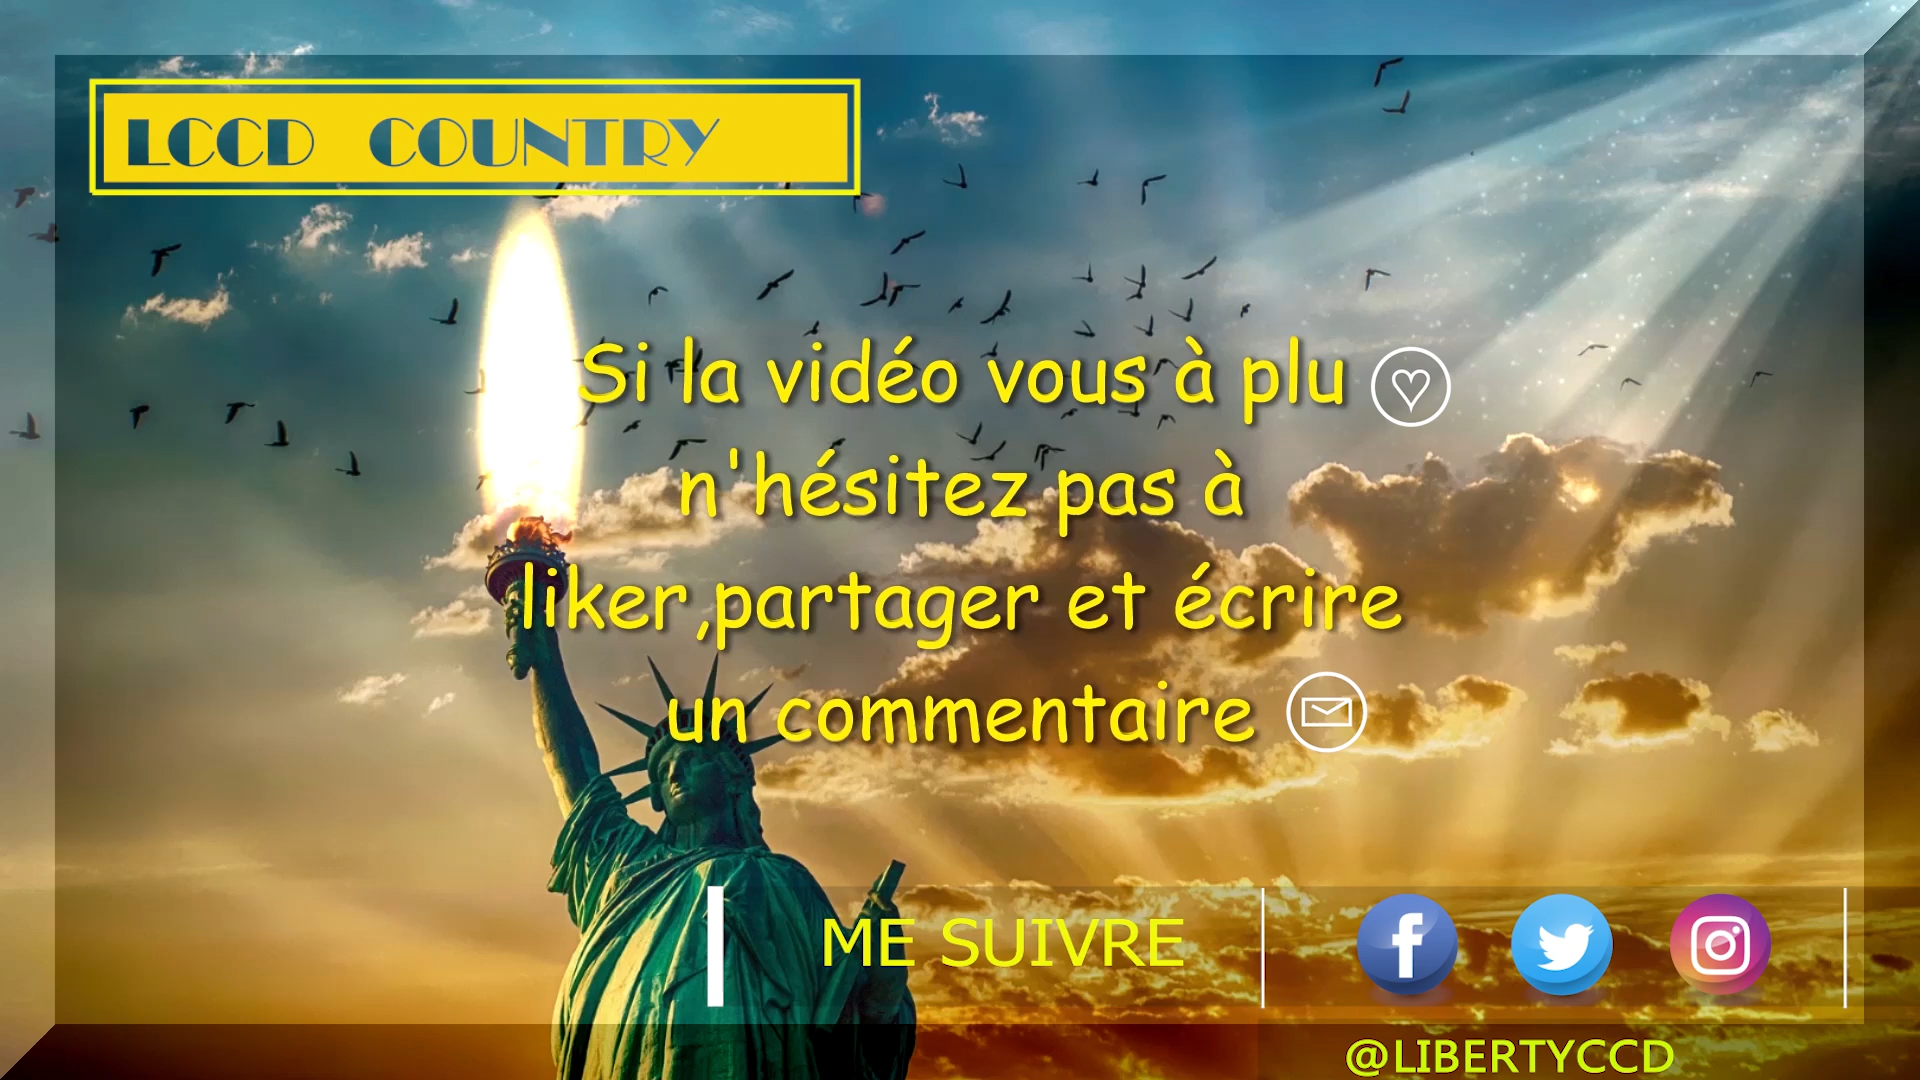 LCCD COUNTRY
Si la vidéo vous à plu
n'hésitez pas à
liker,partager et écrire
un commentaire
ME SUIVRE
@LIBERTYCCD